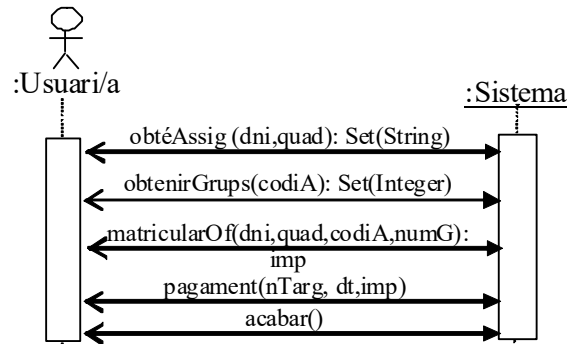 :Usuari/a
:Sistema
obtéAssig (dni,quad): Set(String)
obtenirGrups(codiA): Set(Integer)
matricularOf(dni,quad,codiA,numG):
imp
pagament(nTarg, dt,imp)
acabar()